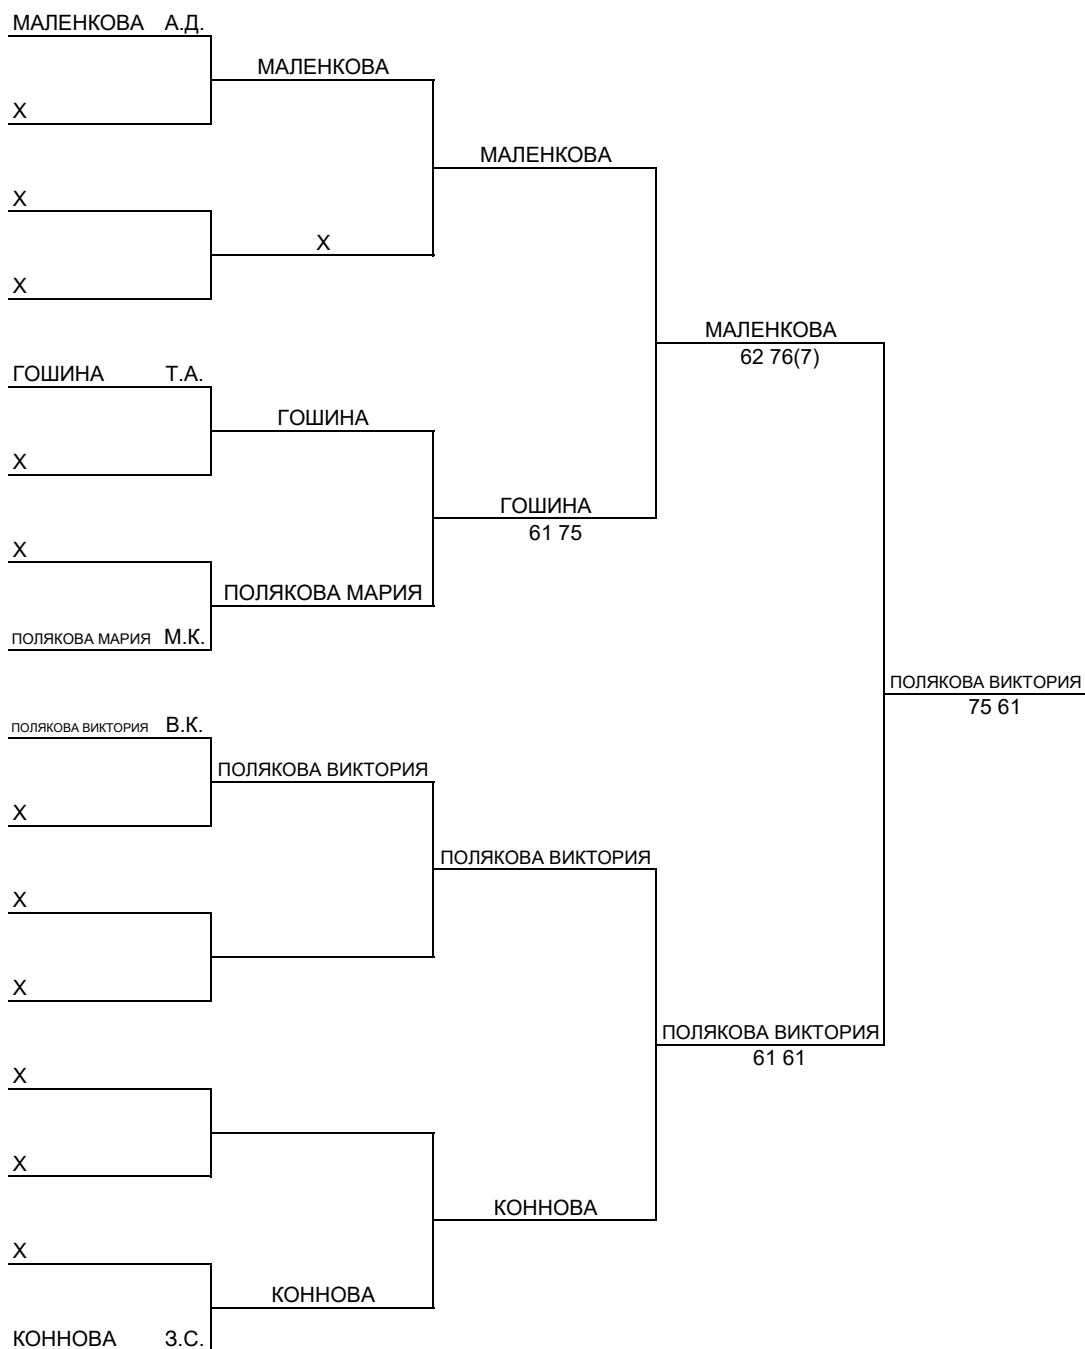 МАЛЕНКОВА А.Д.
МАЛЕНКОВА
X
МАЛЕНКОВА
X
X
X
МАЛЕНКОВА
62 76(7)
ГОШИНА Т.А.
ГОШИНА
X
ГОШИНА
61 75
X
ПОЛЯКОВА МАРИЯ
ПОЛЯКОВА МАРИЯ М.К.
ПОЛЯКОВА ВИКТОРИЯ
75 61
ПОЛЯКОВА ВИКТОРИЯ В.К.
ПОЛЯКОВА ВИКТОРИЯ
X
ПОЛЯКОВА ВИКТОРИЯ
X
X
ПОЛЯКОВА ВИКТОРИЯ
61 61
X
X
КОННОВА
X
КОННОВА
КОННОВА З.С.